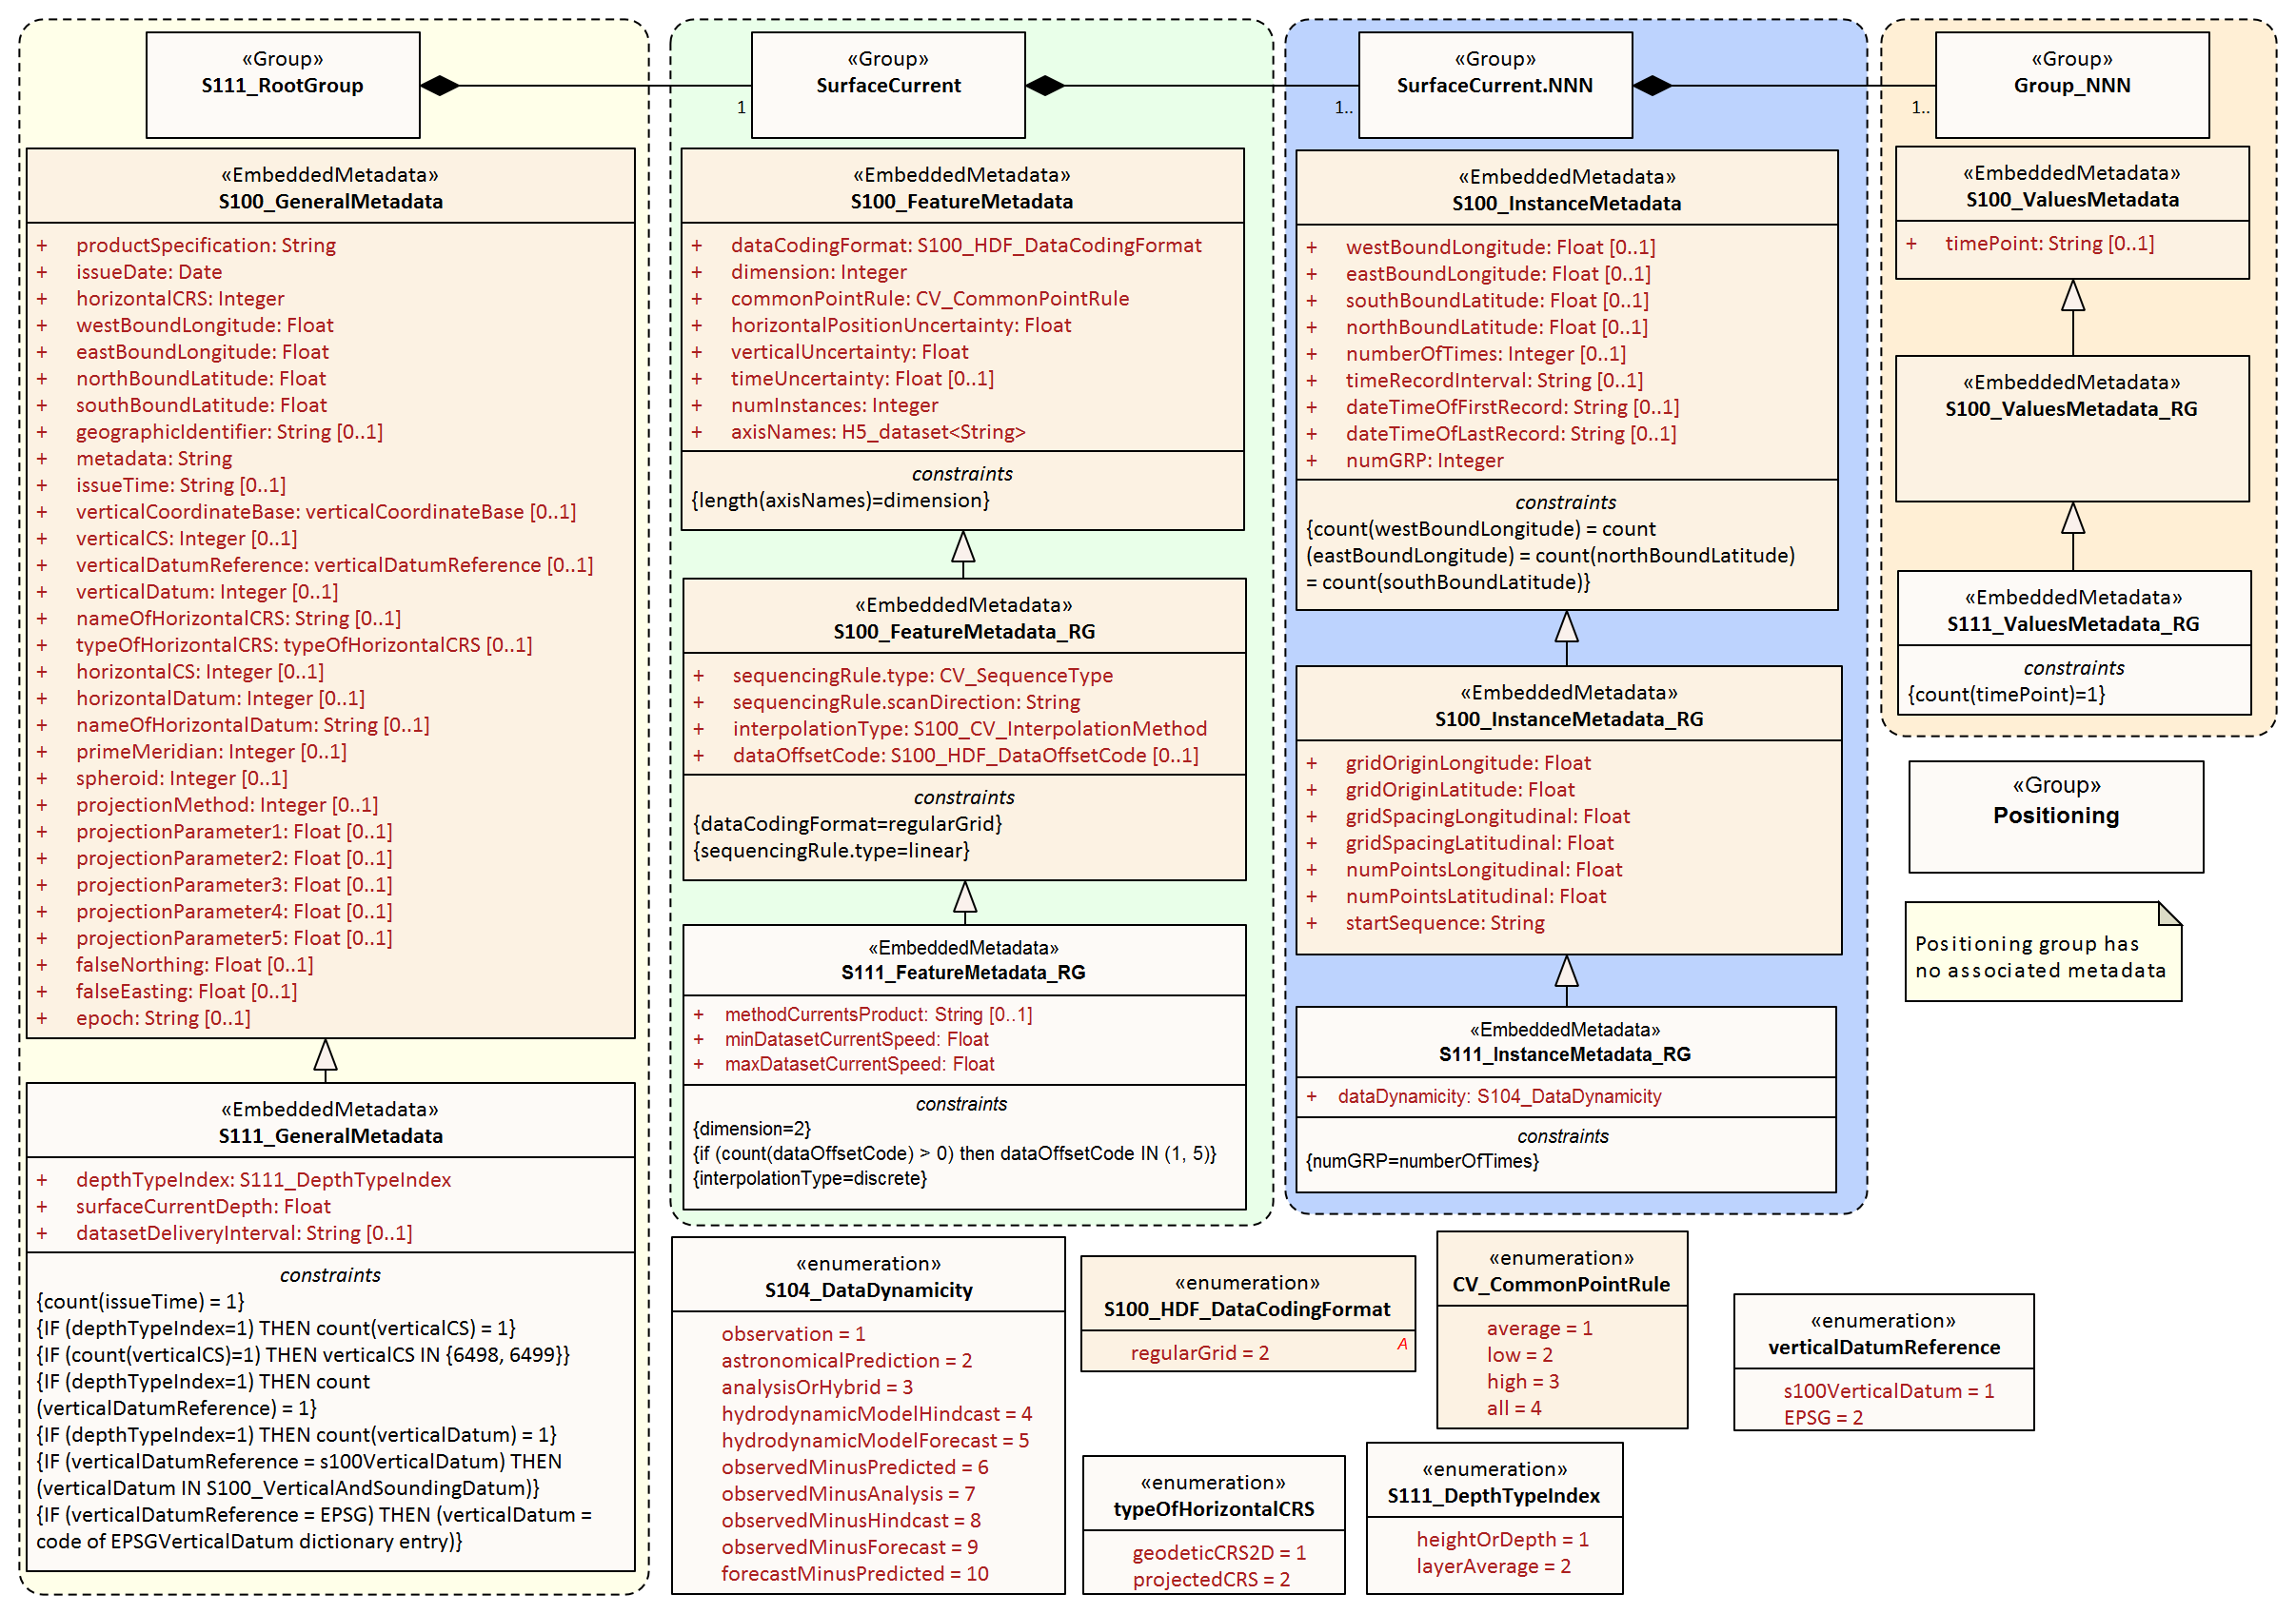 «Group»
S111_RootGroup
1
«Group»
SurfaceCurrent
1..
«Group»
SurfaceCurrent.NNN
1..
«Group»
Group_NNN
«EmbeddedMetadata»
S100_GeneralMetadata
+ productSpecification: String
+ issueDate: Date
+ horizontalCRS: Integer
+ westBoundLongitude: Float
+ eastBoundLongitude: Float
+ northBoundLatitude: Float
+ southBoundLatitude: Float
+ geographicIdentifier: String [0..1]
+ metadata: String
+ issueTime: String [0..1]
+ verticalCoordinateBase: verticalCoordinateBase [0..1]
+ verticalCS: Integer [0..1]
+ verticalDatumReference: verticalDatumReference [0..1]
+ verticalDatum: Integer [0..1]
+ nameOfHorizontalCRS: String [0..1]
+ typeOfHorizontalCRS: typeOfHorizontalCRS [0..1]
+ horizontalCS: Integer [0..1]
+ horizontalDatum: Integer [0..1]
+ nameOfHorizontalDatum: String [0..1]
+ primeMeridian: Integer [0..1]
+ spheroid: Integer [0..1]
+ projectionMethod: Integer [0..1]
+ projectionParameter1: Float [0..1]
+ projectionParameter2: Float [0..1]
+ projectionParameter3: Float [0..1]
+ projectionParameter4: Float [0..1]
+ projectionParameter5: Float [0..1]
+ falseNorthing: Float [0..1]
+ falseEasting: Float [0..1]
+ epoch: String [0..1]
«EmbeddedMetadata»
S111_GeneralMetadata
+ depthTypeIndex: S111_DepthTypeIndex
+ surfaceCurrentDepth: Float
+ datasetDeliveryInterval: String [0..1]
constraints
{count(issueTime) = 1}
{IF (depthTypeIndex=1) THEN count(verticalCS) = 1}
{IF (count(verticalCS)=1) THEN verticalCS IN {6498, 6499}}
{IF (depthTypeIndex=1) THEN count
(verticalDatumReference) = 1}
{IF (depthTypeIndex=1) THEN count(verticalDatum) = 1}
{IF (verticalDatumReference = s100VerticalDatum) THEN
(verticalDatum IN S100_VerticalAndSoundingDatum)}
{IF (verticalDatumReference = EPSG) THEN (verticalDatum =
code of EPSGVerticalDatum dictionary entry)}
«EmbeddedMetadata»
S100_FeatureMetadata
+ dataCodingFormat: S100_HDF_DataCodingFormat
+ dimension: Integer
+ commonPointRule: CV_CommonPointRule
+ horizontalPositionUncertainty: Float
+ verticalUncertainty: Float
+ timeUncertainty: Float [0..1]
+ numInstances: Integer
+ axisNames: H5_dataset<String>
constraints
{length(axisNames)=dimension}
«EmbeddedMetadata»
S100_FeatureMetadata_RG
+ sequencingRule.type: CV_SequenceType
+ sequencingRule.scanDirection: String
+ interpolationType: S100_CV_InterpolationMethod
+ dataOffsetCode: S100_HDF_DataOffsetCode [0..1]
constraints
{dataCodingFormat=regularGrid}
{sequencingRule.type=linear}
«EmbeddedMetadata»
S111_FeatureMetadata_RG
+ methodCurrentsProduct: String [0..1]
+ minDatasetCurrentSpeed: Float
+ maxDatasetCurrentSpeed: Float
constraints
{dimension=2}
{if (count(dataOffsetCode) > 0) then dataOffsetCode IN (1, 5)}
{interpolationType=discrete}
«EmbeddedMetadata»
S100_InstanceMetadata
+ westBoundLongitude: Float [0..1]
+ eastBoundLongitude: Float [0..1]
+ southBoundLatitude: Float [0..1]
+ northBoundLatitude: Float [0..1]
+ numberOfTimes: Integer [0..1]
+ timeRecordInterval: String [0..1]
+ dateTimeOfFirstRecord: String [0..1]
+ dateTimeOfLastRecord: String [0..1]
+ numGRP: Integer
constraints
{count(westBoundLongitude) = count
(eastBoundLongitude) = count(northBoundLatitude)
= count(southBoundLatitude)}
«EmbeddedMetadata»
S100_InstanceMetadata_RG
+ gridOriginLongitude: Float
+ gridOriginLatitude: Float
+ gridSpacingLongitudinal: Float
+ gridSpacingLatitudinal: Float
+ numPointsLongitudinal: Float
+ numPointsLatitudinal: Float
+ startSequence: String
«EmbeddedMetadata»
S111_InstanceMetadata_RG
+ dataDynamicity: S104_DataDynamicity
constraints
{numGRP=numberOfTimes}
«EmbeddedMetadata»
S100_ValuesMetadata
+ timePoint: String [0..1]
«EmbeddedMetadata»
S100_ValuesMetadata_RG
«EmbeddedMetadata»
S111_ValuesMetadata_RG
constraints
{count(timePoint)=1}
«Group»
Positioning
Positioning group has
no associated metadata
«enumeration»
S104_DataDynamicity
observation = 1
astronomicalPrediction = 2
analysisOrHybrid = 3
hydrodynamicModelHindcast = 4
hydrodynamicModelForecast = 5
observedMinusPredicted = 6
observedMinusAnalysis = 7
observedMinusHindcast = 8
observedMinusForecast = 9
forecastMinusPredicted = 10
«enumeration»
S100_HDF_DataCodingFormat
regularGrid = 2
A
«enumeration»
CV_CommonPointRule
average = 1
low = 2
high = 3
all = 4
«enumeration»
verticalDatumReference
s100VerticalDatum = 1
EPSG = 2
«enumeration»
typeOfHorizontalCRS
geodeticCRS2D = 1
projectedCRS = 2
«enumeration»
S111_DepthTypeIndex
heightOrDepth = 1
layerAverage = 2